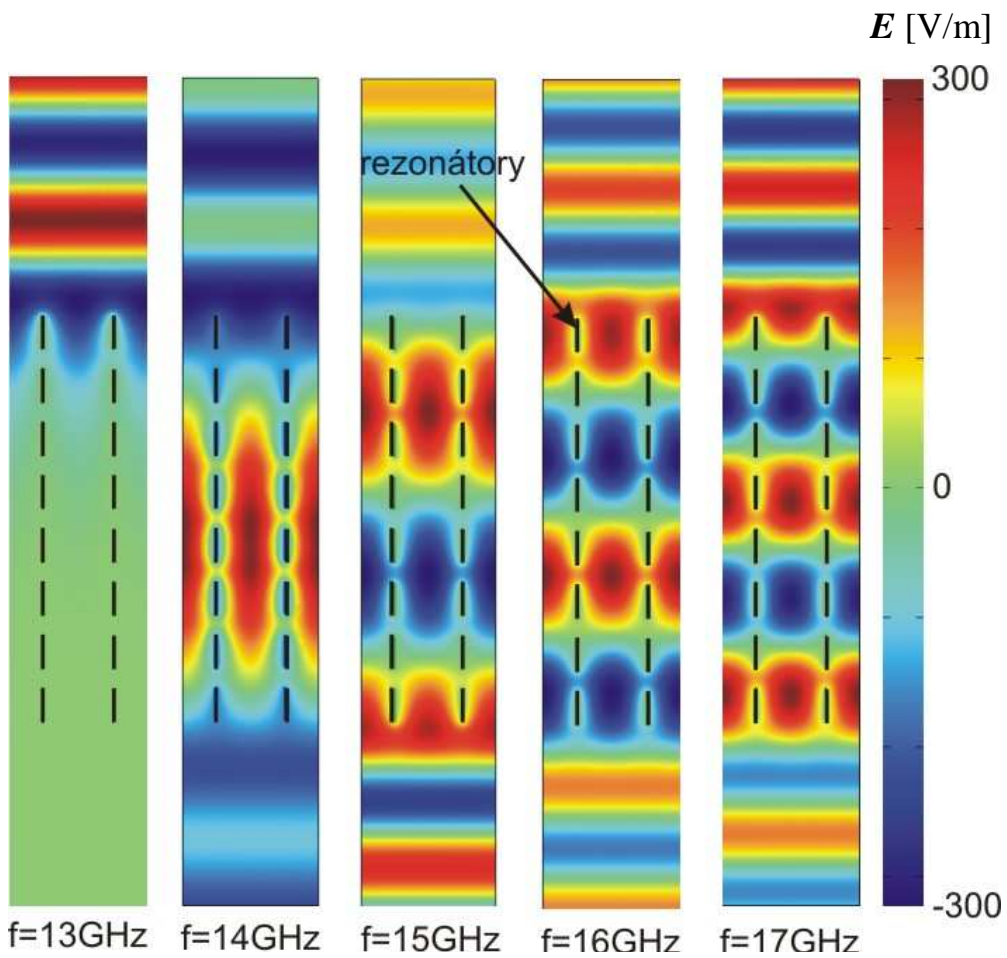 E [V/m]
300
rezonátory
0
-300
f=13GHz
f=14GHz
f=15GHz
f=16GHz
f=17GHz